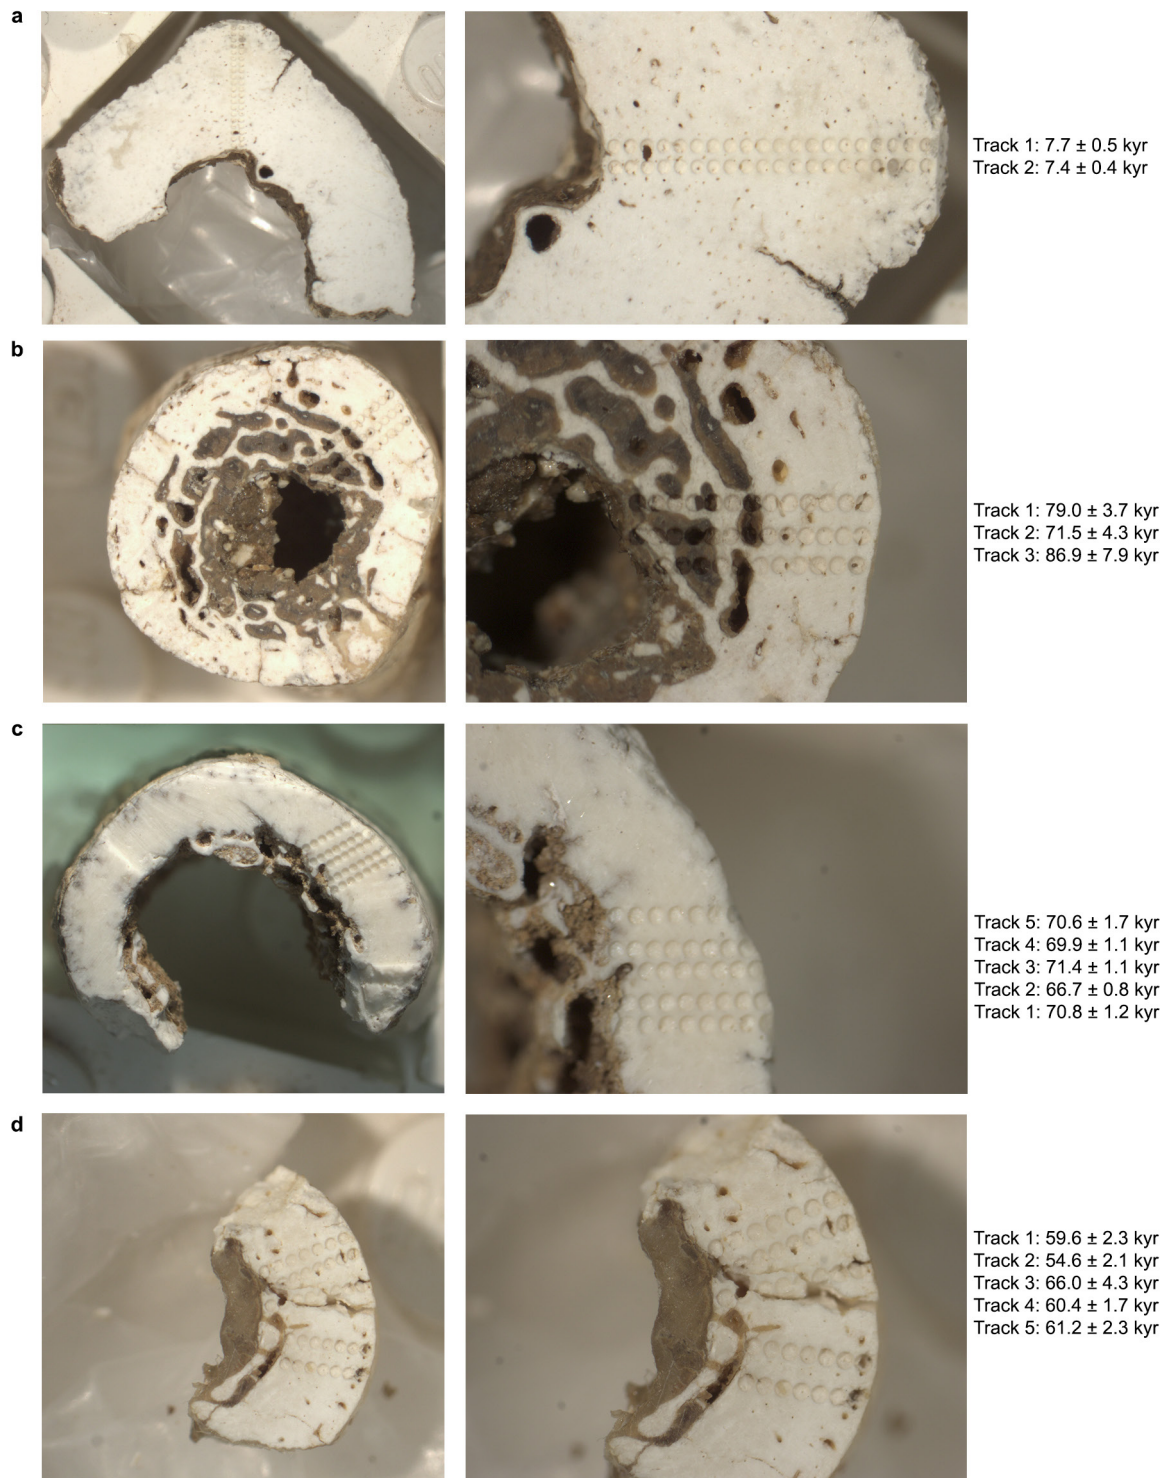 a
Track 1: 7.7 ± 0.5 kyr
Track 2: 7.4 ± 0.4 kyr
b
Track 1: 79.0 ± 3.7 kyr
Track 2: 71.5 ± 4.3 kyr
Track 3: 86.9 ± 7.9 kyr
c
Track 5: 70.6 ± 1.7 kyr
Track 4: 69.9 ± 1.1 kyr
Track 3: 71.4 ± 1.1 kyr
Track 2: 66.7 ± 0.8 kyr
Track 1: 70.8 ± 1.2 kyr
d
Track 1: 59.6 ± 2.3 kyr
Track 2: 54.6 ± 2.1 kyr
Track 3: 66.0 ± 4.3 kyr
Track 4: 60.4 ± 1.7 kyr
Track 5: 61.2 ± 2.3 kyr